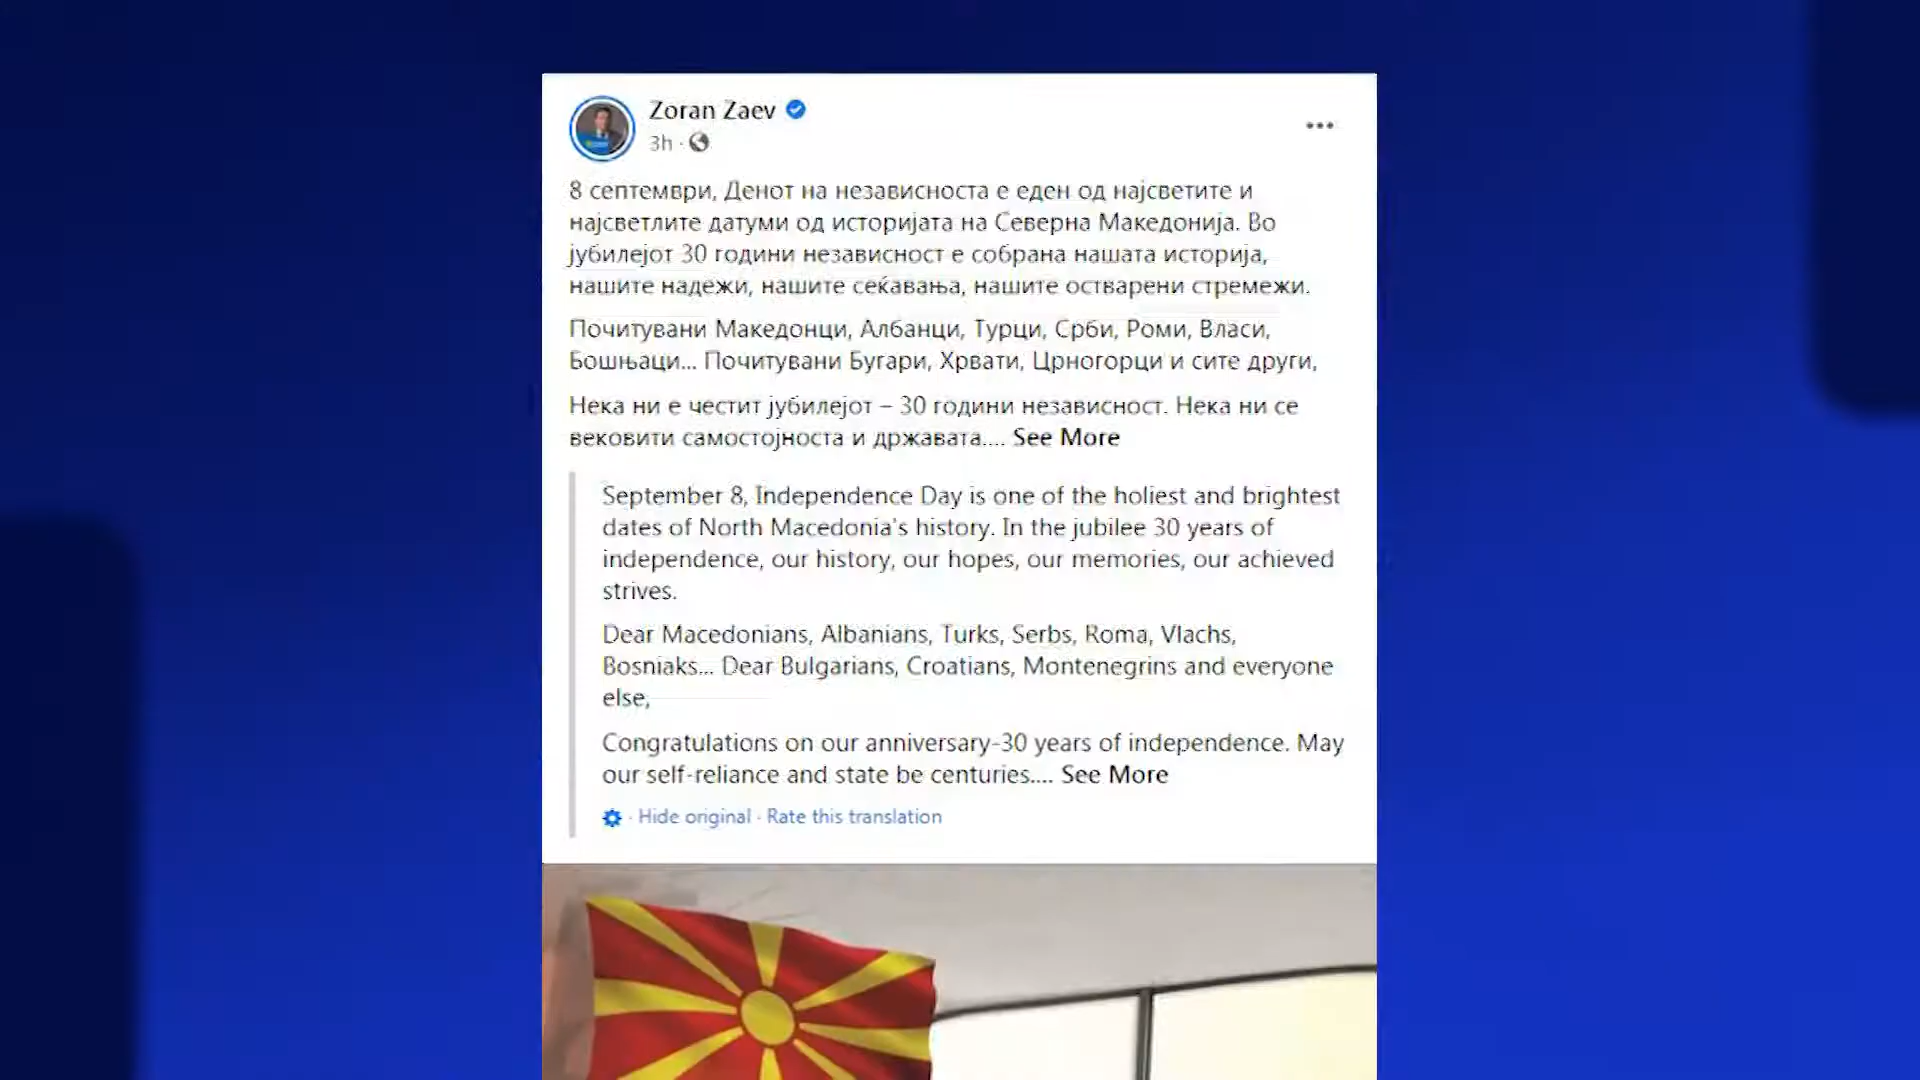 Zoran Zaev
3h ·
8 септември, Денот на независноста е еден од најсветите и
најсветлите датуми од историјата на Северна Македонија. Во
јубилејот 30 години независност е собрана нашата историја,
нашите надежи, нашите сеќавања, нашите остварени стремежи.
Почитувани Македонци, Албанци, Турци, Срби, Роми, Власи,
Бошњаци... Почитувани Бугари, Хрвати, Црногорци и сите други,
Нека ни е честит јубилејот – 30 години независност. Нека ни се
вековити самостојноста и државата.... See More
September 8, Independence Day is one of the holiest and brightest
dates of North Macedonia's history. In the jubilee 30 years of
independence, our history, our hopes, our memories, our achieved
strives.
Dear Macedonians, Albanians, Turks, Serbs, Roma, Vlachs,
Bosniaks... Dear Bulgarians, Croatians, Montenegrins and everyone
else,
Congratulations on our anniversary-30 years of independence. May
our self-reliance and state be centuries.... See More
· Hide original · Rate this translation